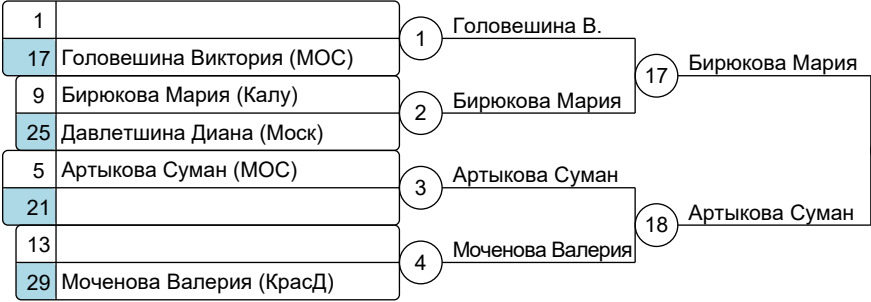 1
17 Головешина Виктория (МОС)
1
Головешина В.
9 Бирюкова Мария (Калу)
25 Давлетшина Диана (Моск)
2
Бирюкова Мария
17
Бирюкова Мария
5 Артыкова Суман (МОС)
21
3
Артыкова Суман
13
29 Моченова Валерия (КрасД)
4
Моченова Валерия
18
Артыкова Суман